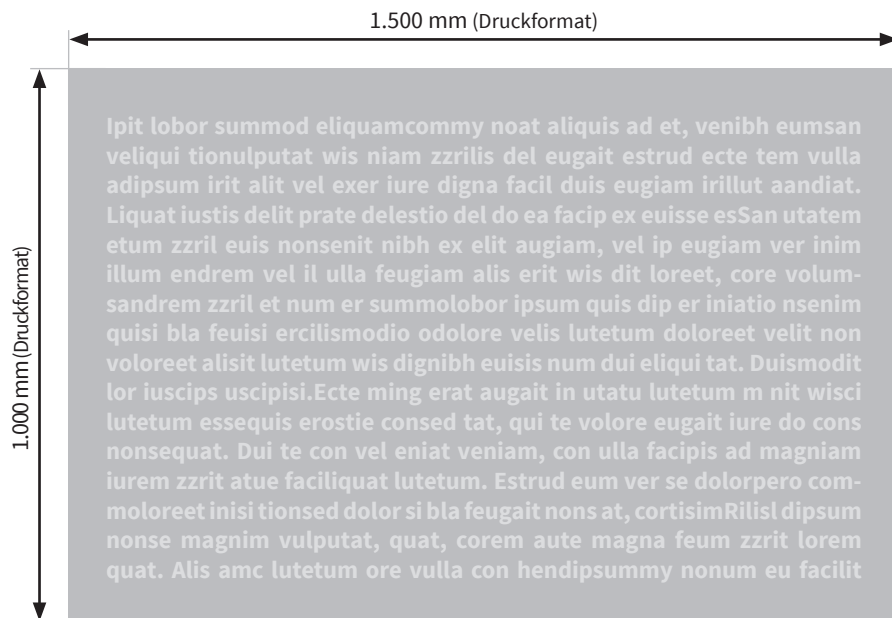 1.500 mm (Druckformat)
1.000 mm (Druckformat)
Ipit lobor summod eliquamcommy noat aliquis ad et, venibh eumsan
veliqui tionulputat wis niam zzrilis del eugait estrud ecte tem vulla
adipsum irit alit vel exer iure digna facil duis eugiam irillut aandiat.
Liquat iustis delit prate delestio del do ea facip ex euisse esSan utatem
etum zzril euis nonsenit nibh ex elit augiam, vel ip eugiam ver inim
illum endrem vel il ulla feugiam alis erit wis dit loreet, core volum-
sandrem zzril et num er summolobor ipsum quis dip er iniatio nsenim
quisi bla feuisi ercilismodio odolore velis lutetum doloreet velit non
voloreet alisit lutetum wis dignibh euisis num dui eliqui tat. Duismodit
lor iuscips uscipisi.Ecte ming erat augait in utatu lutetum m nit wisci
lutetum essequis erostie consed tat, qui te volore eugait iure do cons
nonsequat. Dui te con vel eniat veniam, con ulla facipis ad magniam
iurem zzrit atue faciliquat lutetum. Estrud eum ver se dolorpero com-
moloreet inisi tionsed dolor si bla feugait nons at, cortisimRilisl dipsum
nonse magnim vulputat, quat, corem aute magna feum zzrit lorem
quat. Alis amc lutetum ore vulla con hendipsummy nonum eu facilit